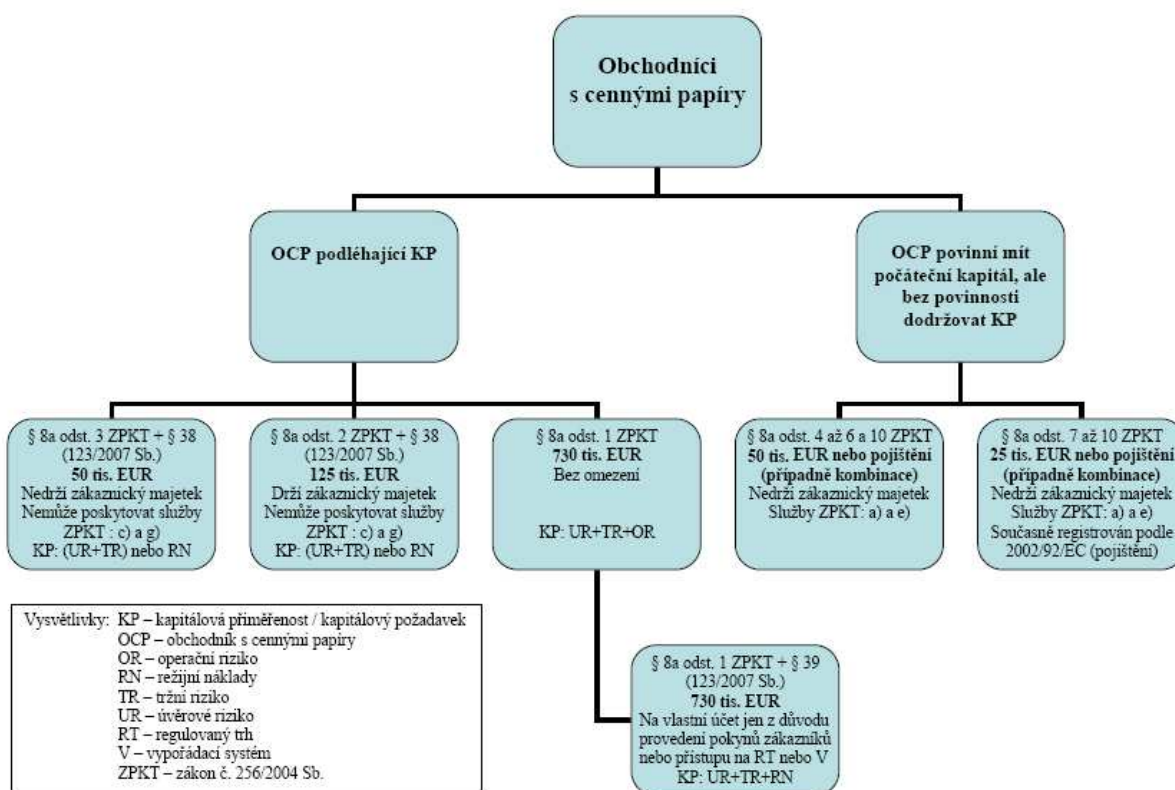 Obchodníci
s cennými papíry
OCP podléhající KP
OCP povinní mít
počáteční kapitál, ale
bez povinnosti
dodržovat KP
§ 8a odst. 3 ZPKT + § 38
(123/2007 Sb.)
50 tis. EUR
Nedrží zákaznický majetek
Nemůže poskytovat služby
ZPKT : c) a g)
KP: (UR+TR) nebo RN
§ 8a odst. 2 ZPKT + § 38
(123/2007 Sb.)
125 tis. EUR
Drží zákaznický majetek
Nemůže poskytovat služby
ZPKT : c) a g)
KP: (UR+TR) nebo RN
§ 8a odst. 1 ZPKT
730 tis. EUR
Bez omezení
KP: UR+TR+OR
§ 8a odst. 4 až 6 a 10 ZPKT
50 tis. EUR nebo pojištění
(případně kombinace)
Nedrží zákaznický majetek
Služby ZPKT: a) a e)
§ 8a odst. 7 až 10 ZPKT
25 tis. EUR nebo pojištění
(případně kombinace)
Nedrží zákaznický majetek
Služby ZPKT: a) a e)
Současně registrován podle
2002/92/EC (pojištění)
§ 8a odst. 1 ZPKT + § 39
(123/2007 Sb.)
730 tis. EUR
Na vlastní účet jen z důvodu
provedení pokynů zákazníků
nebo přístupu na RT nebo V
KP: UR+TR+RN
Vysvětlivky: KP – kapitálová přiměřenost / kapitálový požadavek
OCP – obchodník s cennými papíry
OR – operační riziko
RN – režijní náklady
TR – tržní riziko
UR – úvěrové riziko
RT – regulovaný trh
V – vypořádací systém
ZPKT – zákon č. 256/2004 Sb.